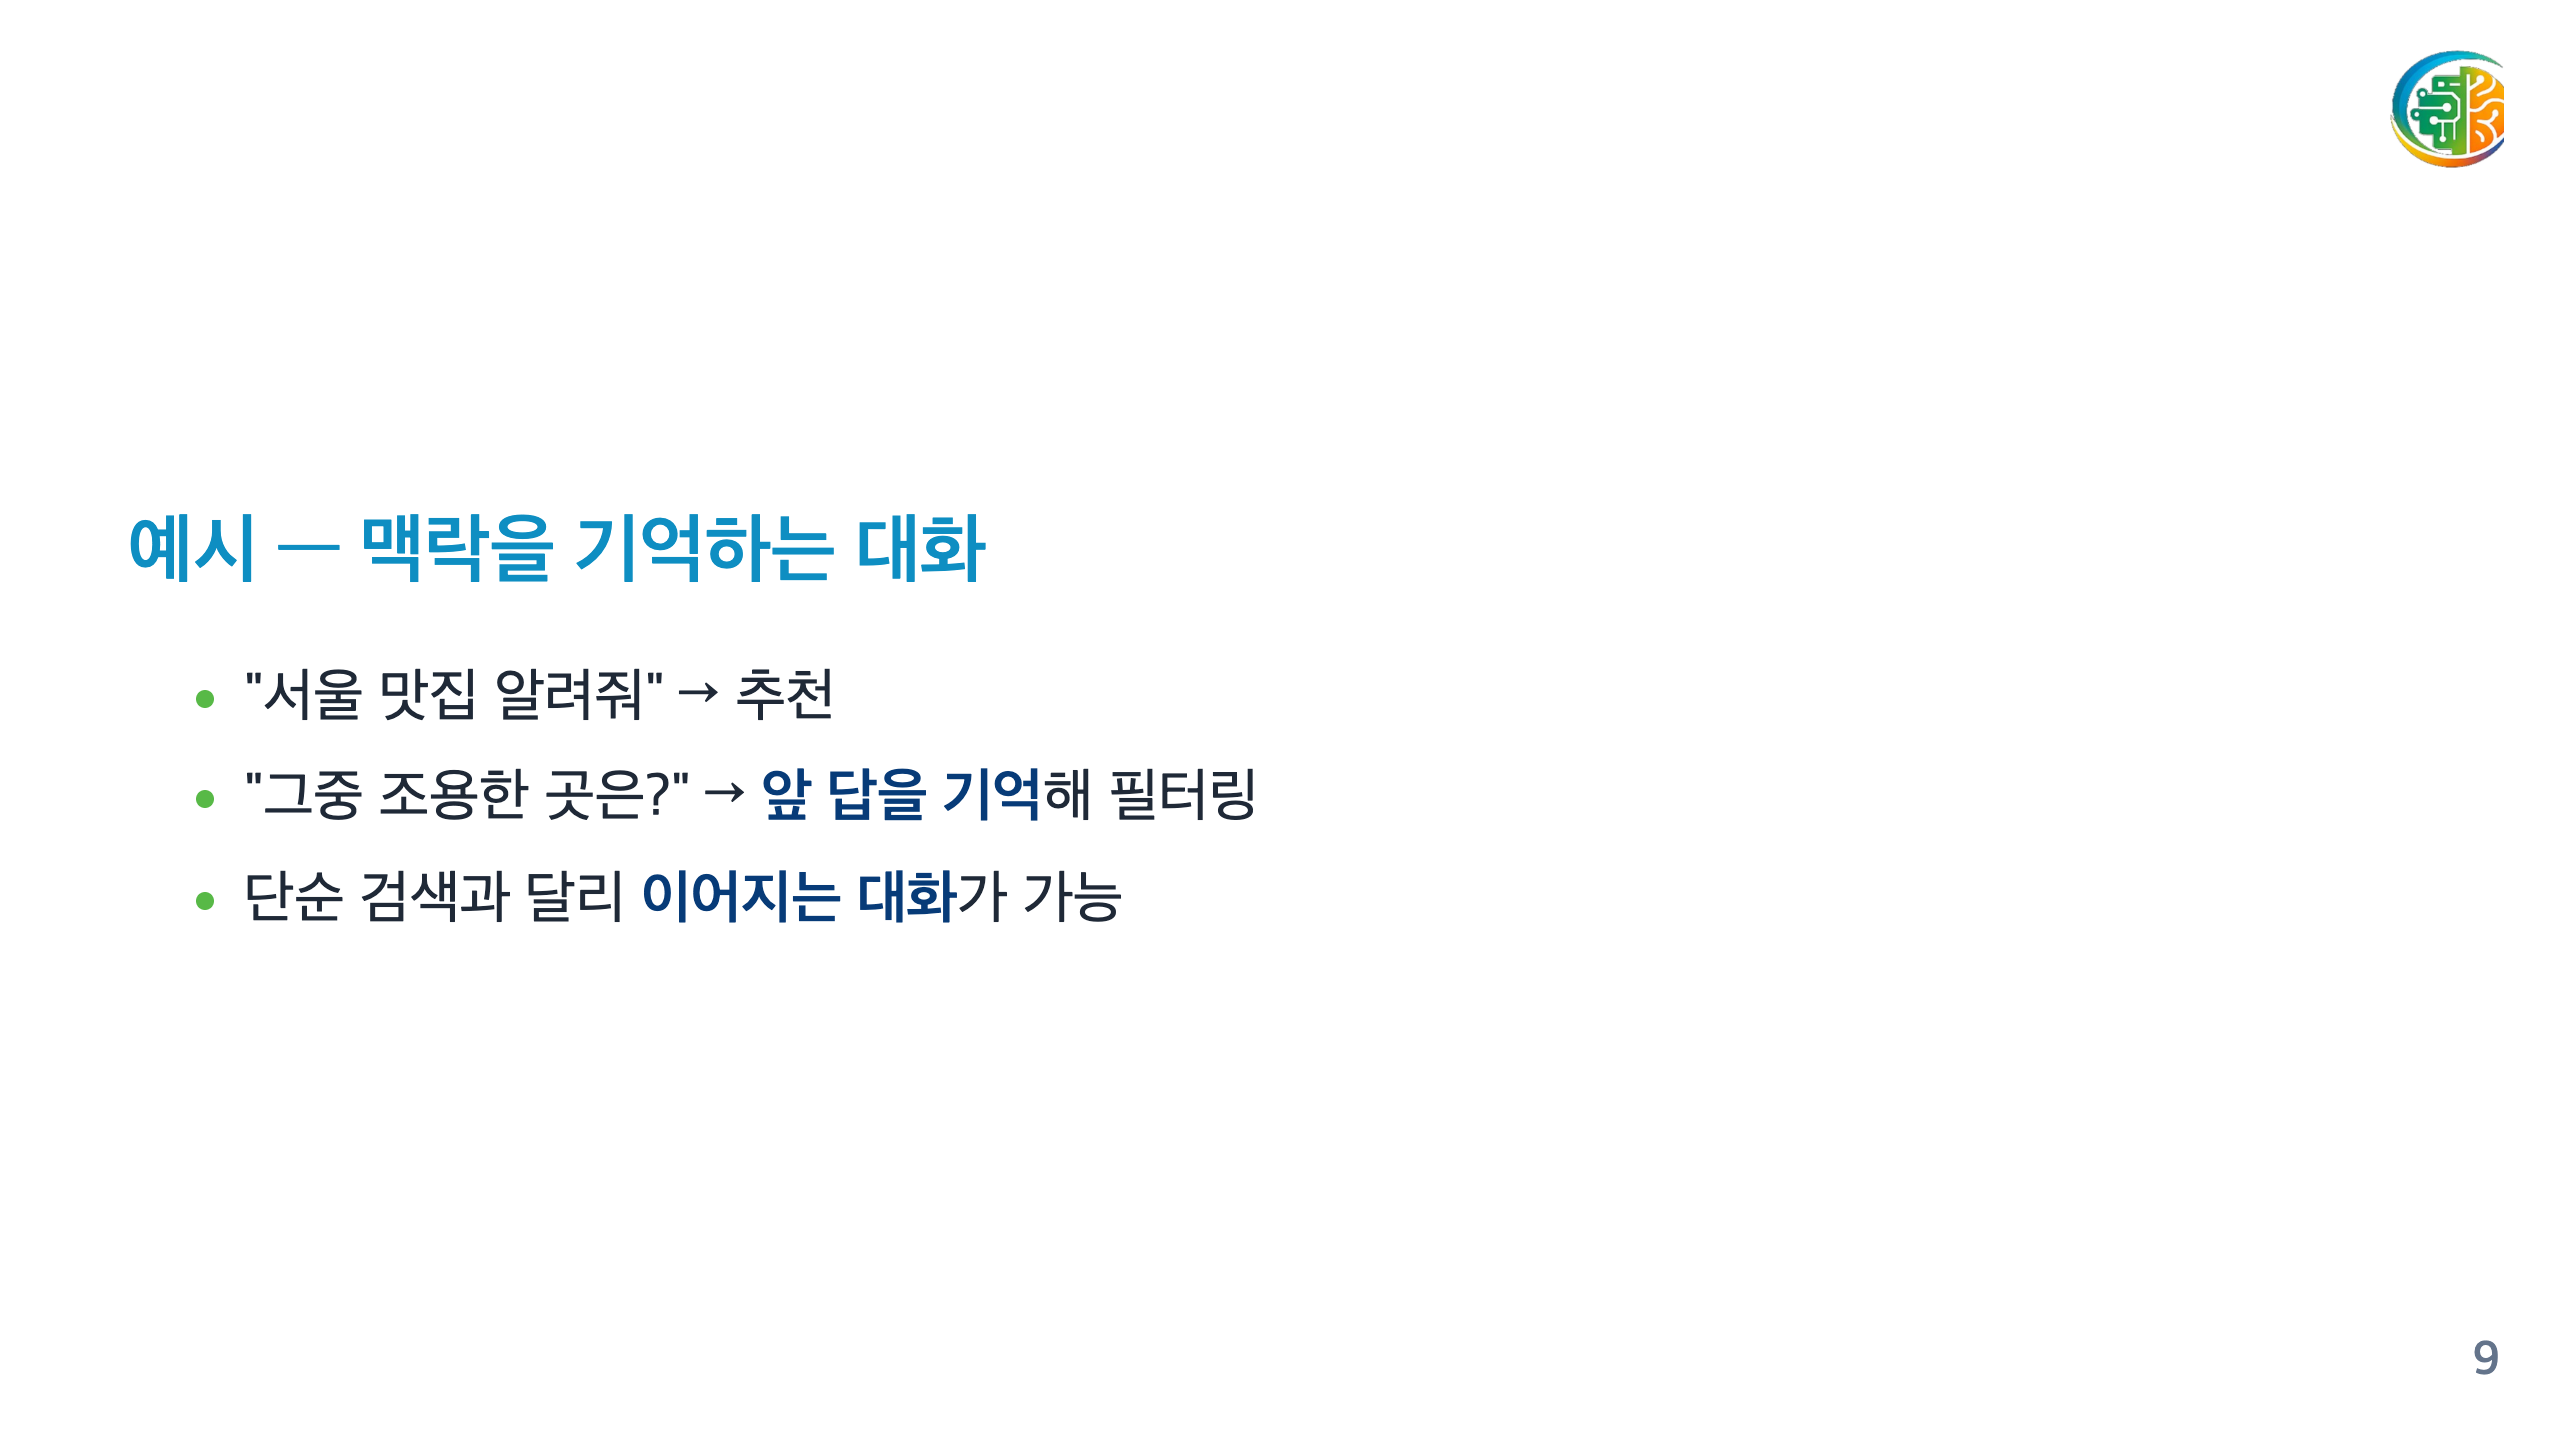 예시 — 맥락을 기억하는 대화
"서울 맛집 알려줘" → 추천
"그중 조용한 곳은?" → 앞 답을 기억해 필터링
단순 검색과 달리 이어지는 대화가 가능
9